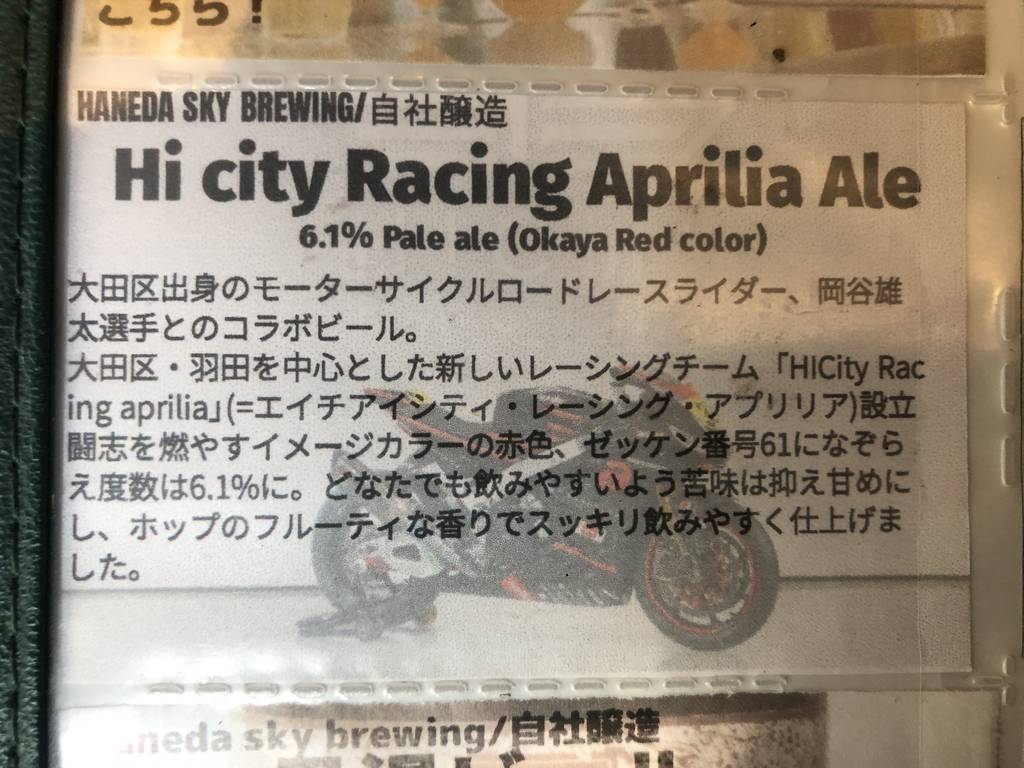 こちら！
HANEDA SKY BREWING/自社醸造
Hi city Racing Aprilia Ale
6.1% Pale ale (Okaya Red color)
大田区出身のモーターサイクルロードレースライダー、岡谷雄
太選手とのコラボビール。
大田区・羽田を中心とした新しいレーシングチーム「HICity Rac
ing aprilia」(=エイチアイシティ・レーシング・アプリリア)設立
闘志を燃やすイメージカラーの赤色、ゼッケン番号61になぞら
え度数は6.1%に。どなたでも飲みやすいよう苦味は抑え甘めに
し、ホップのフルーティな香りでスッキリ飲みやすく仕上げま
した。
haneda sky brewing/自社醸造